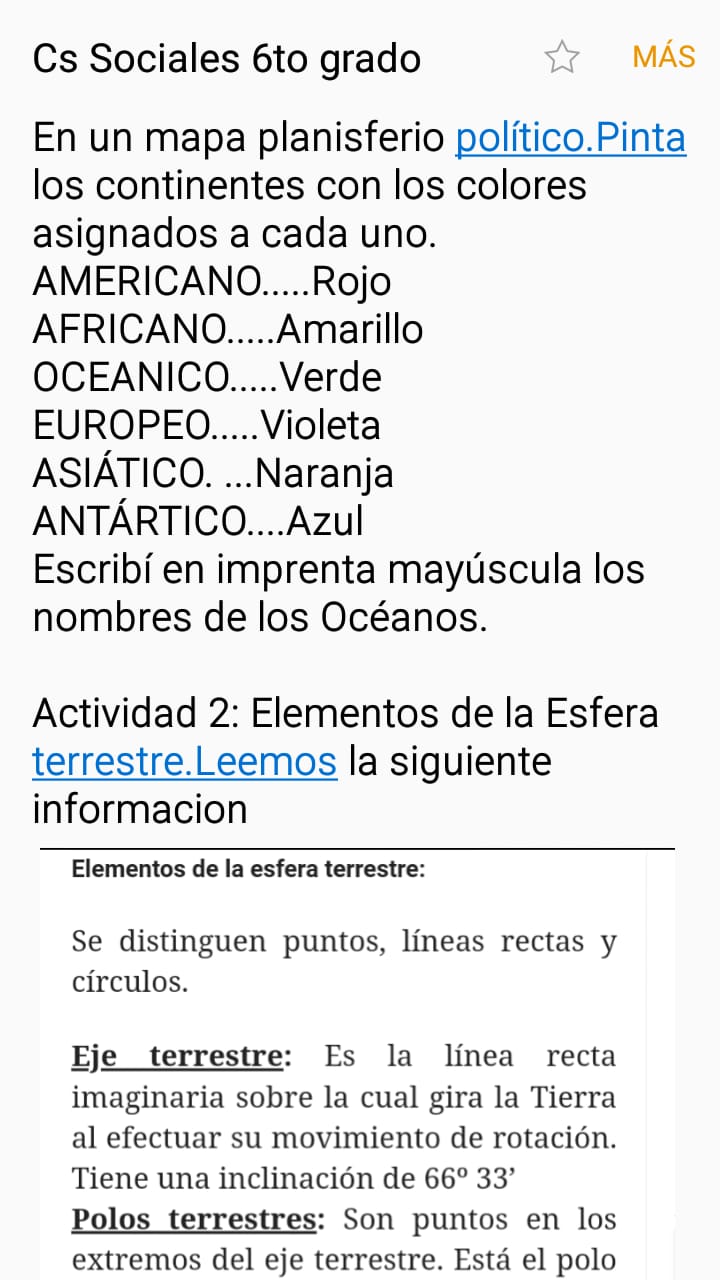 Cs Sociales 6to grado
MÁS
En un mapa planisferio político.Pinta
los continentes con los colores
asignados a cada uno.
AMERICANO.....Rojo
AFRICANO.....Amarillo
OCEANICO.....Verde
EUROPEO.....Violeta
ASIÁTICO. ...Naranja
ANTÁRTICO....Azul
Escribí en imprenta mayúscula los
nombres de los Océanos.
Actividad 2: Elementos de la Esfera
terrestre.Leemos la siguiente
informacion
Elementos de la esfera terrestre:
Se distinguen puntos, líneas rectas y
círculos.
Eje terrestre: Es la línea recta
imaginaria sobre la cual gira la Tierra
al efectuar su movimiento de rotación.
Tiene una inclinación de 66º 33’
Polos terrestres: Son puntos en los
extremos del eje terrestre. Está el polo